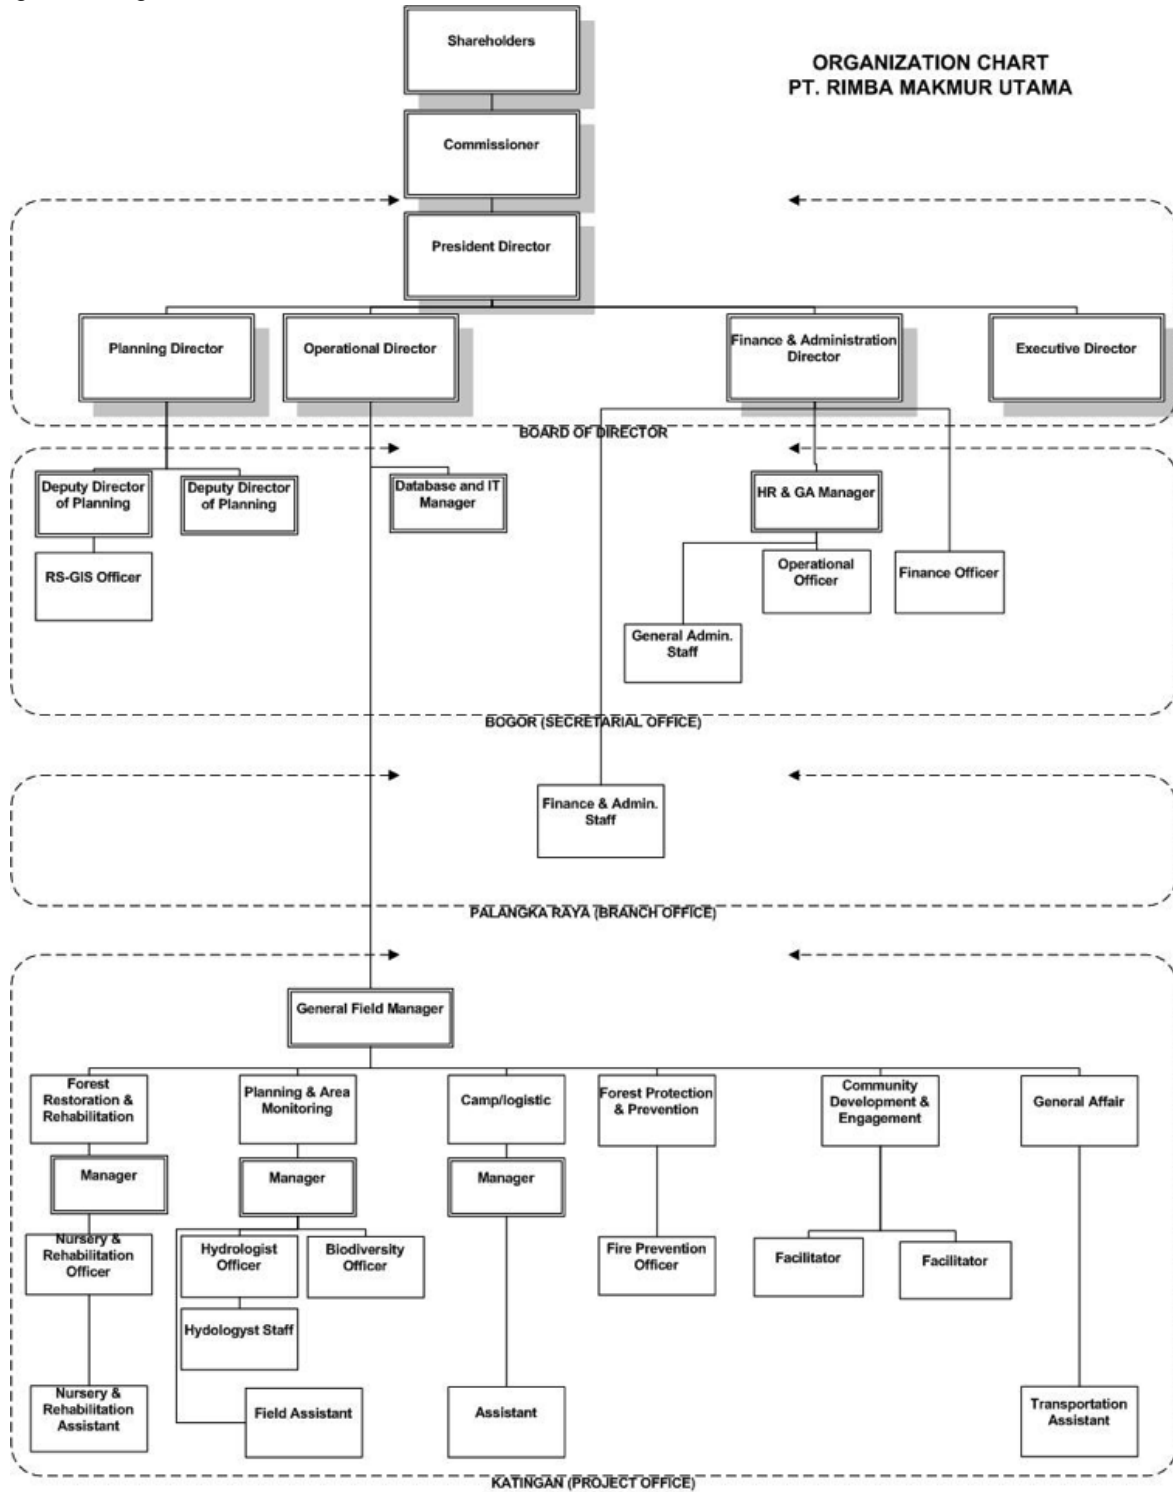 Shareholders
ORGANIZATION CHART
PT. RIMBA MAKMUR UTAMA
Commissioner
President Director
Planning Director
Operational Director
Finance & Administration
Director
Executive Director
BOARD OF DIRECTOR
Deputy Director
of Planning
Deputy Director
of Planning
Database and IT
Manager
HR & GA Manager
RS-GIS Officer
Operational
Officer
Finance Officer
General Admin.
Staff
BOGOR (SECRETARIAL OFFICE)
Finance & Admin.
Staff
PALANGKA RAYA (BRANCH OFFICE)
General Field Manager
Forest
Restoration &
Rehabilitation
Planning & Area
Monitoring
Camp/logistic
Forest Protection
& Prevention
Community
Development &
Engagement
General Affair
Manager
Manager
Manager
Nursery &
Rehabilitation
Officer
Hydrologist
Officer
Biodiversity
Officer
Fire Prevention
Officer
Facilitator
Facilitator
Hydologyst Staff
Nursery &
Rehabilitation
Assistant
Field Assistant
Assistant
Transportation
Assistant
KATINGAN (PROJECT OFFICE)